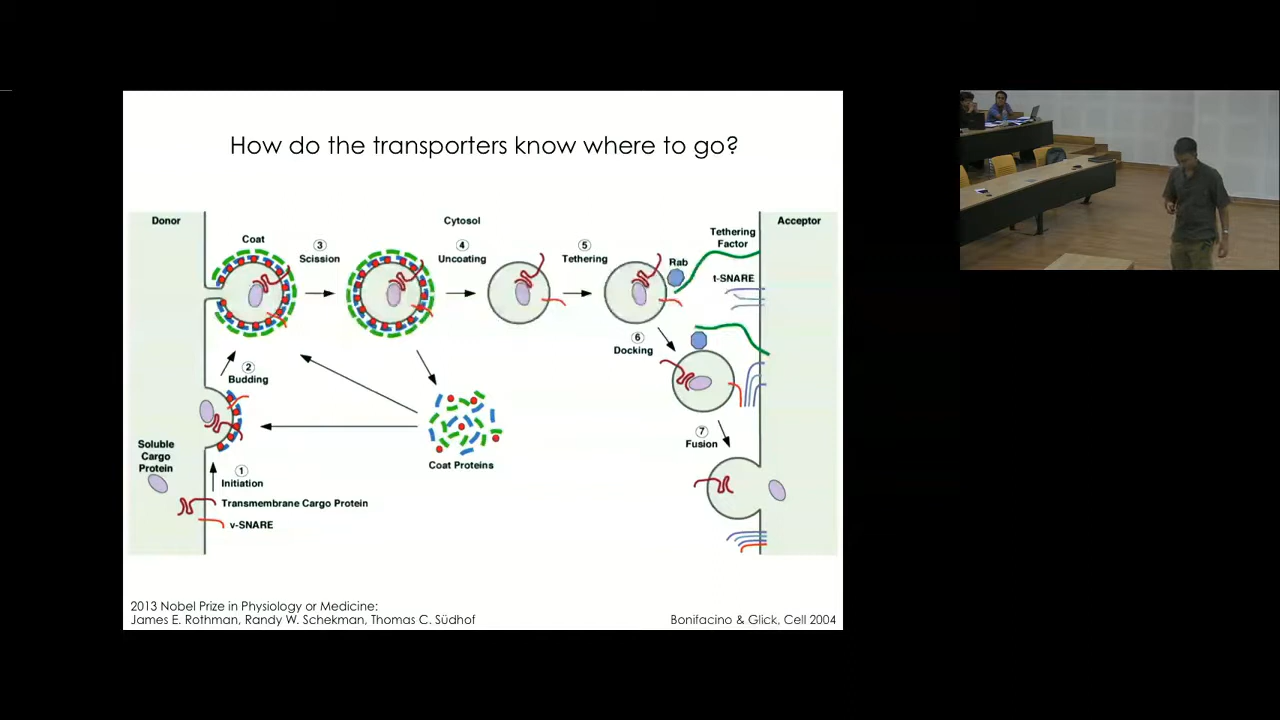 How do the transporters know where to go?
Donor
Cytosol
Acceptor
Coat
③
Scission
④
Uncoating
⑤
Tethering
Rab
Tethering
Factor
t-SNARE
②
Budding
⑥
Docking
⑦
Fusion
Soluble
Cargo
Protein
①
Initiation
Transmembrane Cargo Protein
v-SNARE
Coat Proteins
2013 Nobel Prize in Physiology or Medicine:
James E. Rothman, Randy W. Schekman, Thomas C. Südhof
Bonifacino & Glick, Cell 2004